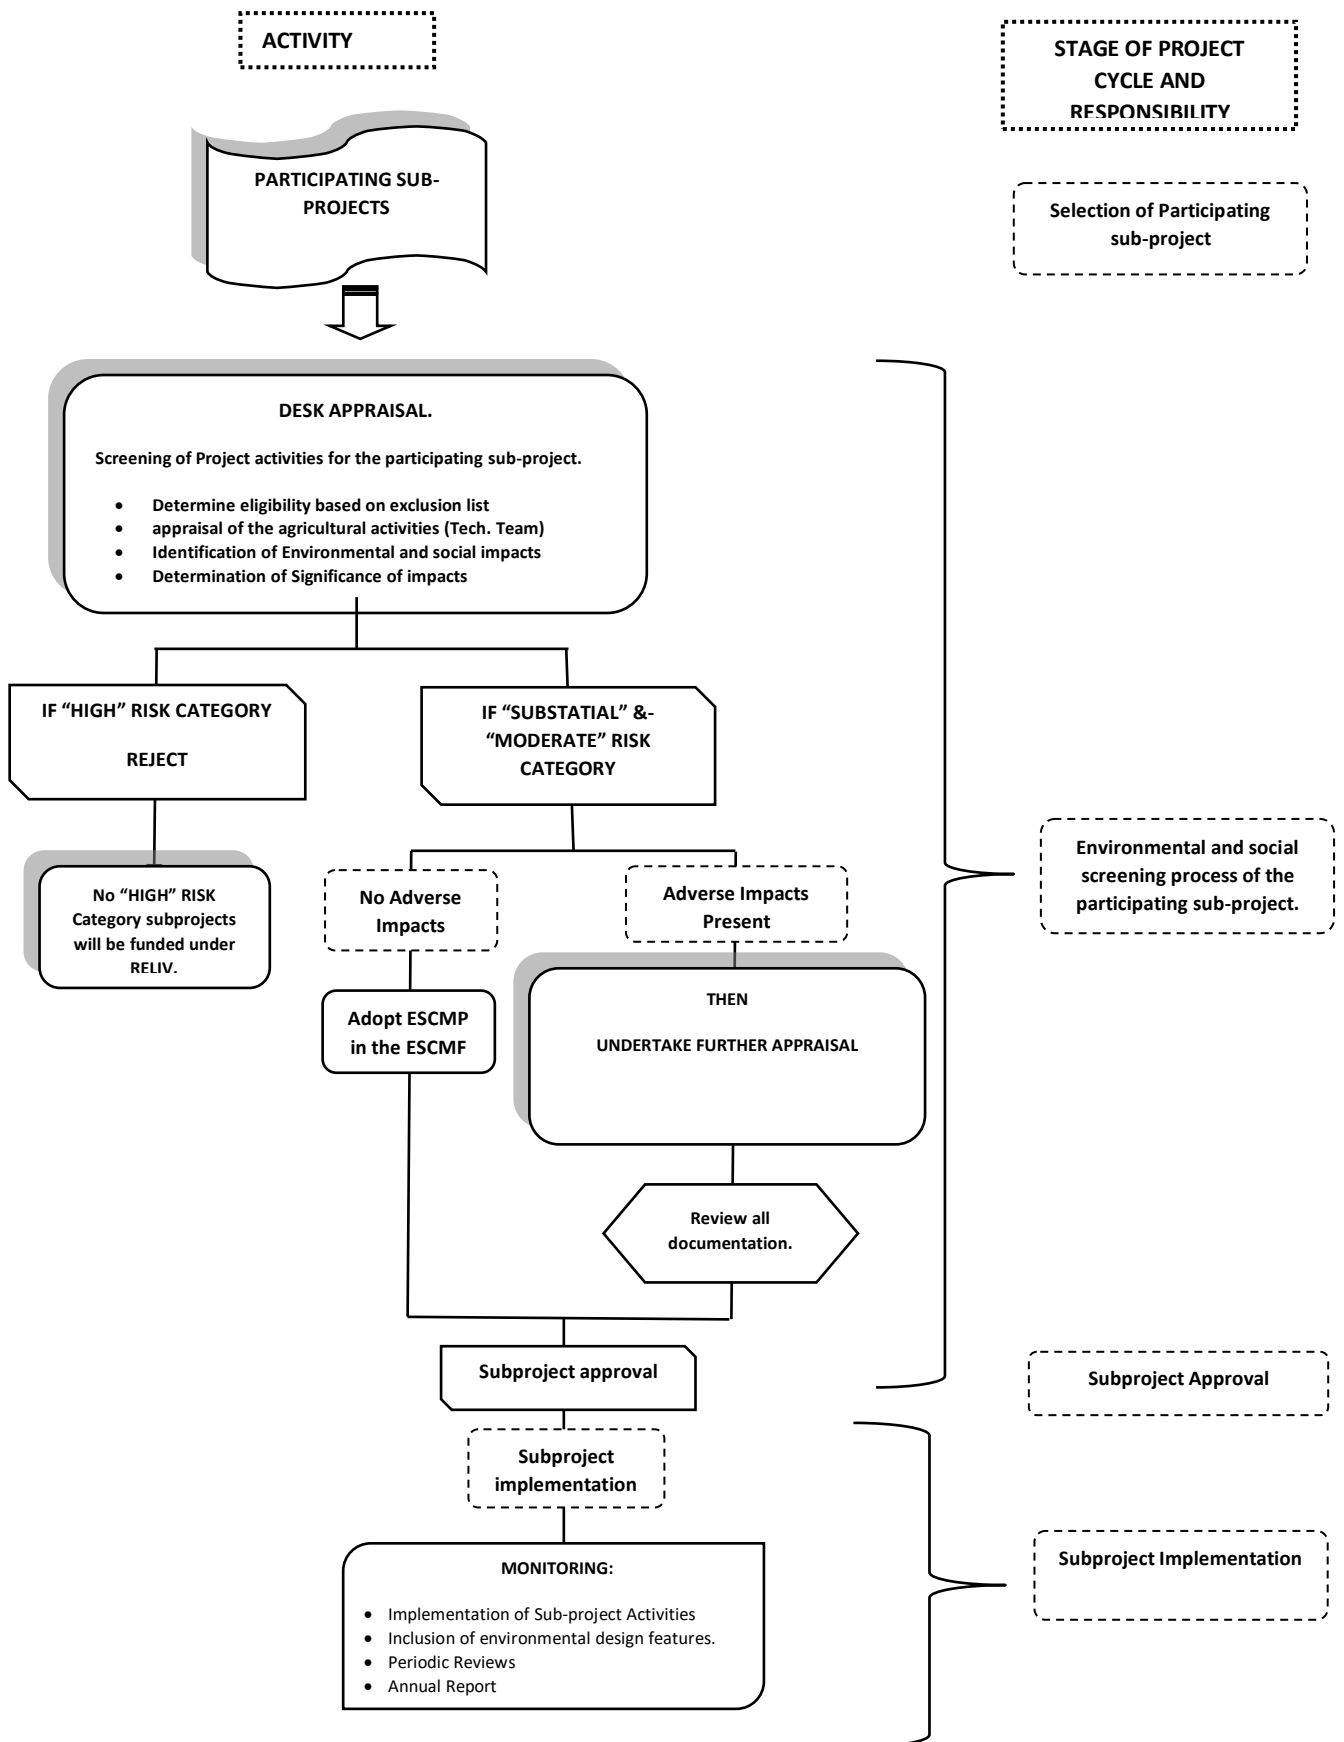 ACTIVITY
STAGE OF PROJECT
CYCLE AND
RESPONSIBILITY
PARTICIPATING SUB-
PROJECTS
Selection of Participating
sub-project
DESK APPRAISAL.
Screening of Project activities for the participating sub-project.
• Determine eligibility based on exclusion list
• appraisal of the agricultural activities (Tech. Team)
• Identification of Environmental and social impacts
• Determination of Significance of impacts
IF “HIGH” RISK CATEGORY
REJECT
IF “SUBSTATIAL” &-
“MODERATE” RISK
CATEGORY
No “HIGH” RISK
Category subprojects
will be funded under
RELIV.
No Adverse
Impacts
Adverse Impacts
Present
Environmental and social
screening process of the
participating sub-project.
Adopt ESCMP
in the ESCMF
THEN
UNDERTAKE FURTHER APPRAISAL
Review all
documentation.
Subproject approval
Subproject Approval
Subproject
implementation
Subproject Implementation
MONITORING:
• Implementation of Sub-project Activities
• Inclusion of environmental design features.
• Periodic Reviews
• Annual Report